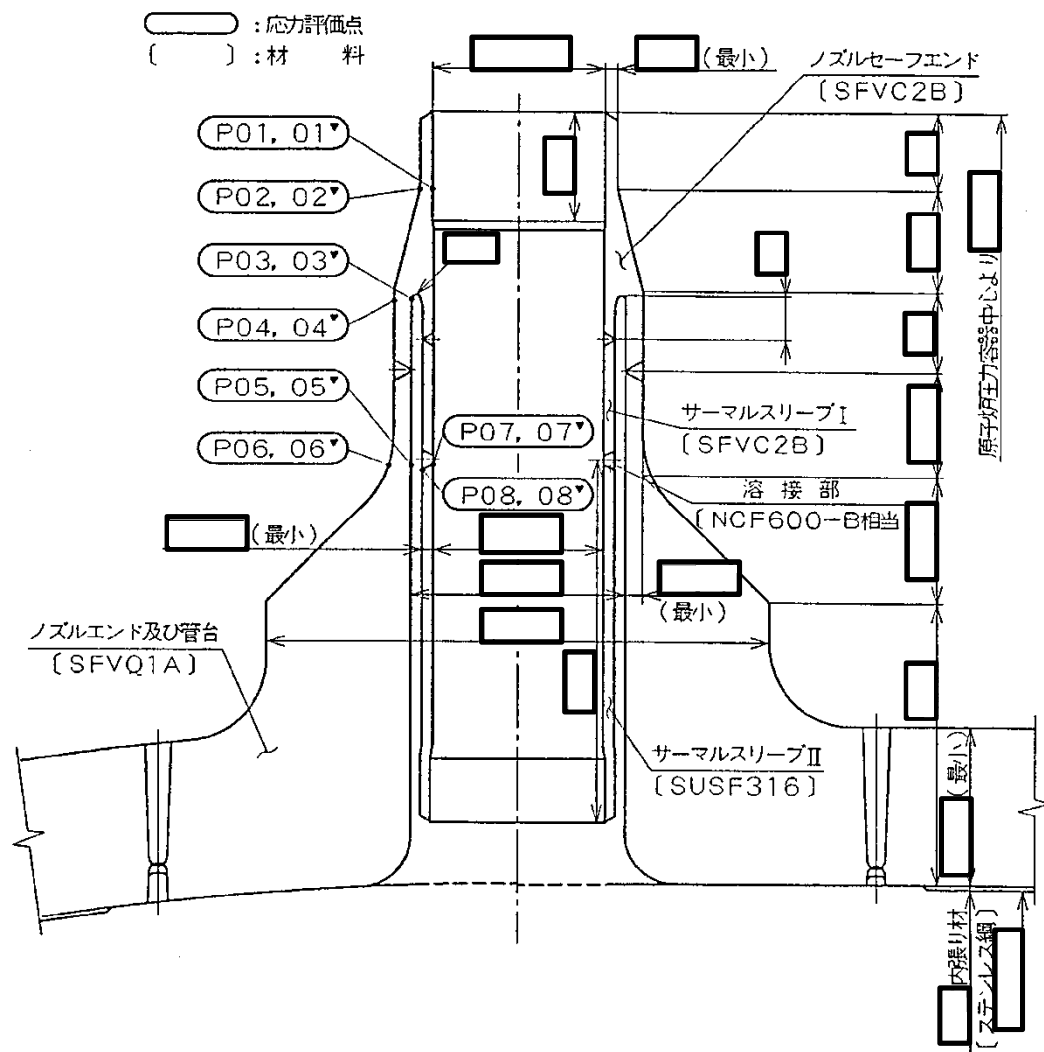 : 応力評価点
〔 〕: 材 料
(最小)
ノズルセーフエンド
〔SFVC2B〕
P01, 01'
P02, 02'
P03, 03'
P04, 04'
P05, 05'
P06, 06'
P07, 07'
P08, 08'
原子炉圧力容器中心より
サーマルスリーブⅠ
〔SFVC2B〕
溶接部
〔NCF600-B相当
(最小)
(最小)
ノズルエンド及び管台
〔SFVQ1A〕
サーマルスリーブⅡ
〔SUSF316〕
(最小)
内張り材
〔ステンレス鋼〕